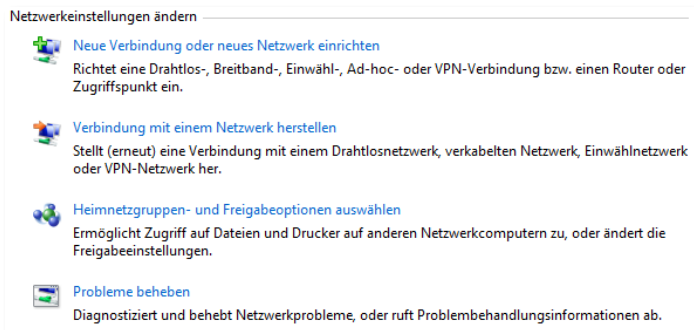 Netzwerkeinstellungen ändern
Neue Verbindung oder neues Netzwerk einrichten
Richtet eine Drahtlos-, Breitband-, Einwähl-, Ad-hoc- oder VPN-Verbindung bzw. einen Router oder
Zugriffspunkt ein.
Verbindung mit einem Netzwerk herstellen
Stellt (erneut) eine Verbindung mit einem Drahtlosnetzwerk, verkabelten Netzwerk, Einwählnetzwerk
oder VPN-Netzwerk her.
Heimnetzgruppen- und Freigabeoptionen auswählen
Ermöglicht Zugriff auf Dateien und Drucker auf anderen Netzwerkcomputern zu, oder ändert die
Freigabeeinstellungen.
Probleme beheben
Diagnostiziert und behebt Netzwerkprobleme, oder ruft Problembehandlungsinformationen ab.